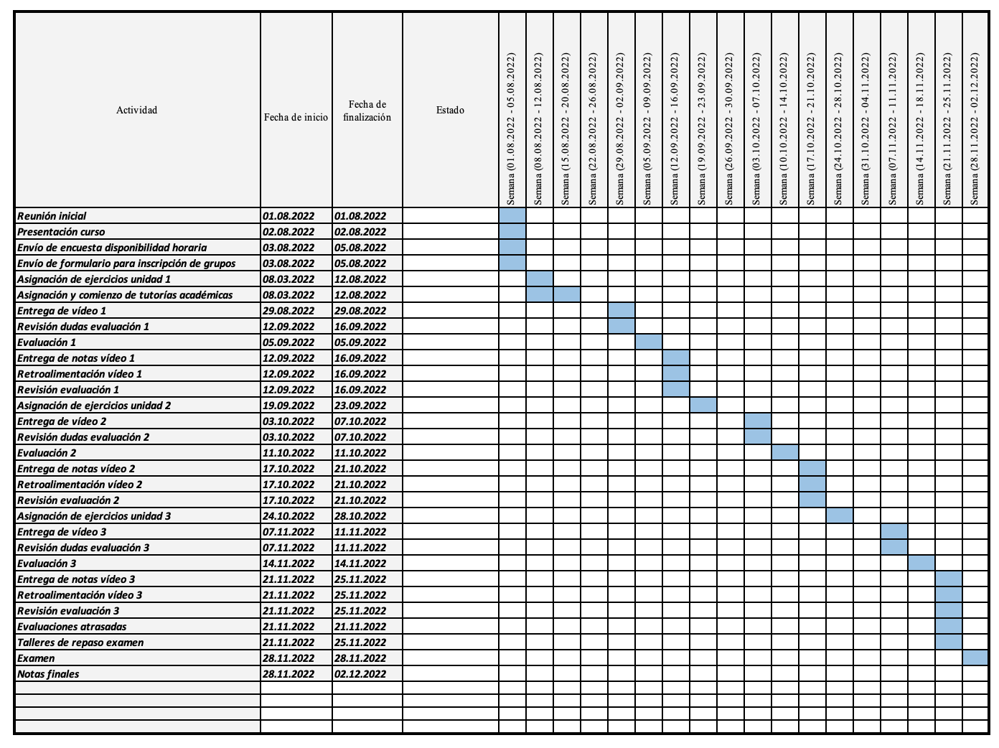 Actividad Fecha de inicio Fecha de finalización Estado Semana (01.08.2022 - 05.08.2022) Semana (08.08.2022 - 12.08.2022) Semana (15.08.2022 - 20.08.2022) Semana (22.08.2022 - 26.08.2022) Semana (29.08.2022 - 02.09.2022) Semana (05.09.2022 - 09.09.2022) Semana (12.09.2022 - 16.09.2022) Semana (19.09.2022 - 23.09.2022) Semana (26.09.2022 - 30.09.2022) Semana (03.10.2022 - 07.10.2022) Semana (10.10.2022 - 14.10.2022) Semana (17.10.2022 - 21.10.2022) Semana (24.10.2022 - 28.10.2022) Semana (31.10.2022 - 04.11.2022) Semana (07.11.2022 - 11.11.2022) Semana (14.11.2022 - 18.11.2022) Semana (21.11.2022 - 25.11.2022) Semana (28.11.2022 - 02.12.2022)
Reunión inicial 01.08.2022 01.08.2022
Presentación curso 02.08.2022 02.08.2022
Envío de encuesta disponibilidad horaria 03.08.2022 05.08.2022
Envío de formulario para inscripción de grupos 03.08.2022 05.08.2022
Asignación de ejercicios unidad 1 08.03.2022 12.08.2022
Asignación y comienzo de tutorías académicas 08.03.2022 12.08.2022
Entrega de vídeo 1 29.08.2022 29.08.2022
Revisión dudas evaluación 1 12.09.2022 16.09.2022
Evaluación 1 05.09.2022 05.09.2022
Entrega de notas vídeo 1 12.09.2022 16.09.2022
Retroalimentación vídeo 1 12.09.2022 16.09.2022
Revisión evaluación 1 12.09.2022 16.09.2022
Asignación de ejercicios unidad 2 19.09.2022 23.09.2022
Entrega de vídeo 2 03.10.2022 07.10.2022
Revisión dudas evaluación 2 03.10.2022 07.10.2022
Evaluación 2 11.10.2022 11.10.2022
Entrega de notas vídeo 2 17.10.2022 21.10.2022
Retroalimentación vídeo 2 17.10.2022 21.10.2022
Revisión evaluación 2 17.10.2022 21.10.2022
Asignación de ejercicios unidad 3 24.10.2022 28.10.2022
Entrega de vídeo 3 07.11.2022 11.11.2022
Revisión dudas evaluación 3 07.11.2022 11.11.2022
Evaluación 3 14.11.2022 14.11.2022
Entrega de notas vídeo 3 21.11.2022 25.11.2022
Retroalimentación vídeo 3 21.11.2022 25.11.2022
Revisión evaluación 3 21.11.2022 25.11.2022
Evaluaciones atrasadas 21.11.2022 21.11.2022
Talleres de repaso examen 21.11.2022 25.11.2022
Examen 28.11.2022 28.11.2022
Notas finales 28.11.2022 02.12.2022